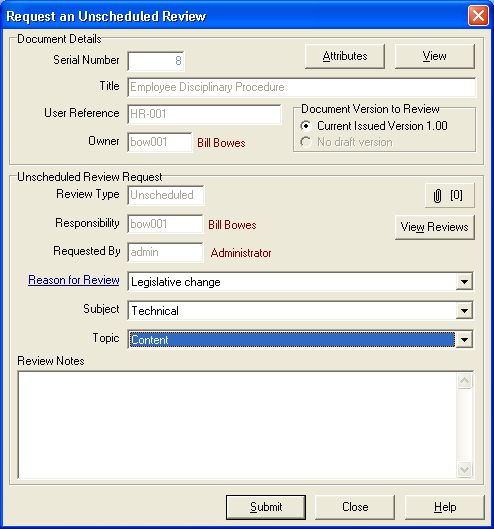 Request an Unscheduled Review
Document Details
Serial Number 8 Attributes View
Title Employee Disciplinary Procedure
User Reference HR-001 Document Version to Review
Current Issued Version 1.00
Owner bow001 Bill Bowes No draft version
Unscheduled Review Request
Review Type Unscheduled [0]
Responsibility bow001 Bill Bowes View Reviews
Requested By admin Administrator
Reason for Review Legislative change
Subject Technical
Topic Content
Review Notes
Submit Close Help